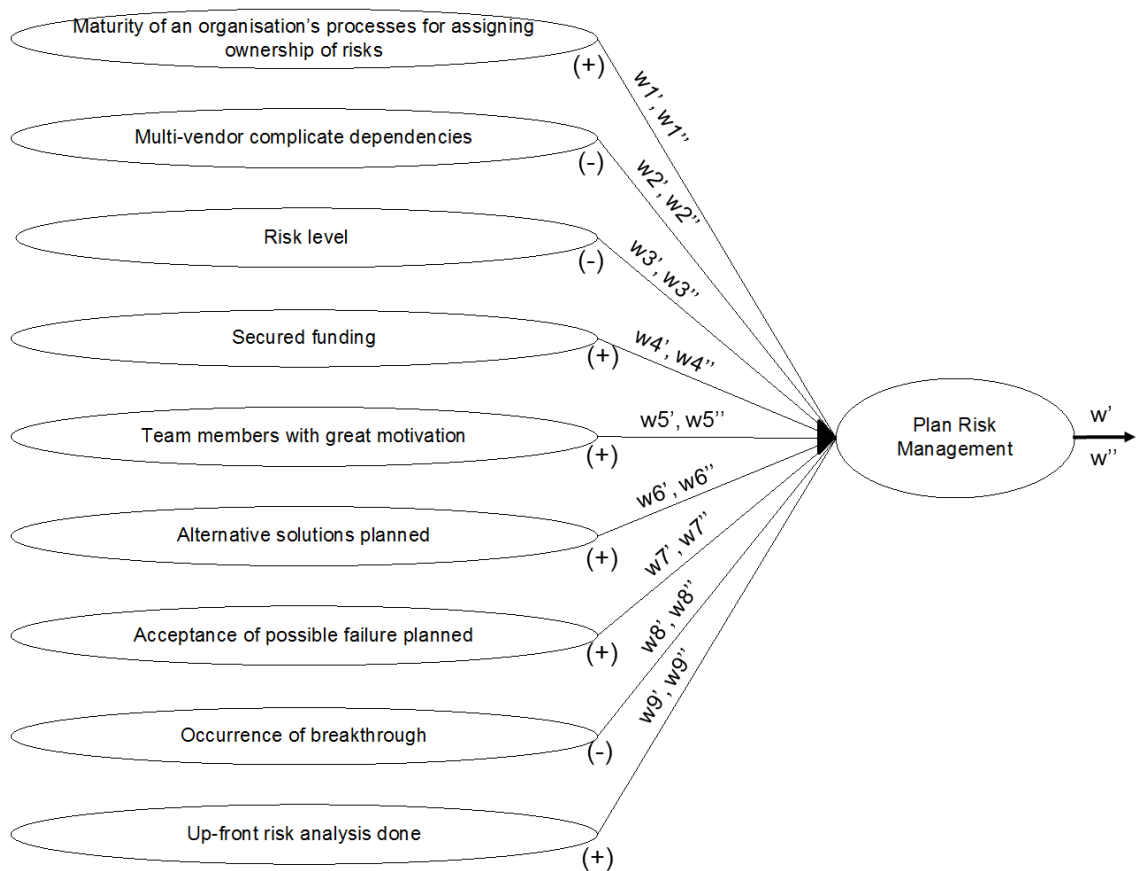 Maturity of an organisation’s processes for assigning
ownership of risks
(+)
w1’, w1’’
Multi-vendor complicate dependencies
(-)
w2’, w2’’
Risk level
(-)
w3’, w3’’
Secured funding
(+)
w4’, w4’’
Team members with great motivation
(+)
w5’, w5’’
Alternative solutions planned
(+)
w6’, w6’’
Acceptance of possible failure planned
(+)
w7’, w7’’
Occurrence of breakthrough
(-)
w8’, w8’’
Up-front risk analysis done
(+)
w9’, w9’’
Plan Risk
Management
w’
w’’